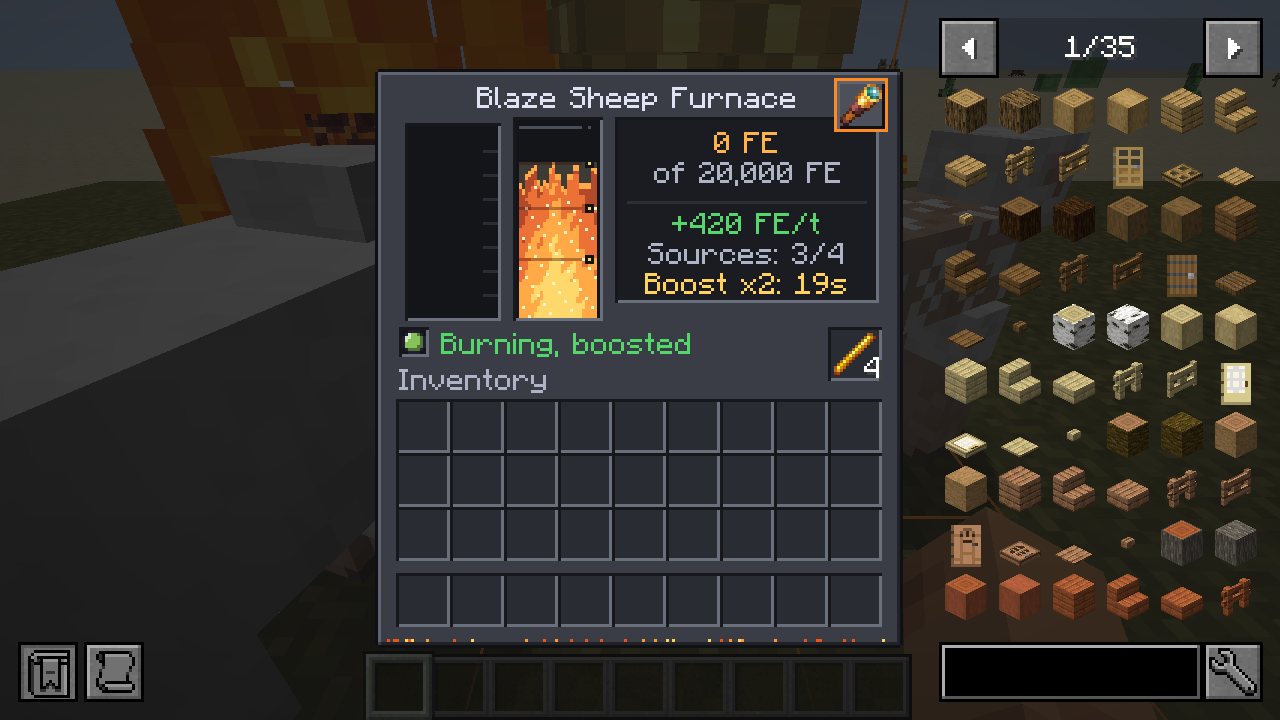 1/35
Blaze Sheep Furnace
0 FE
of 20,000 FE
+420 FE/t
Sources: 3/4
Boost x2: 19s
Burning, boosted
4
Inventory